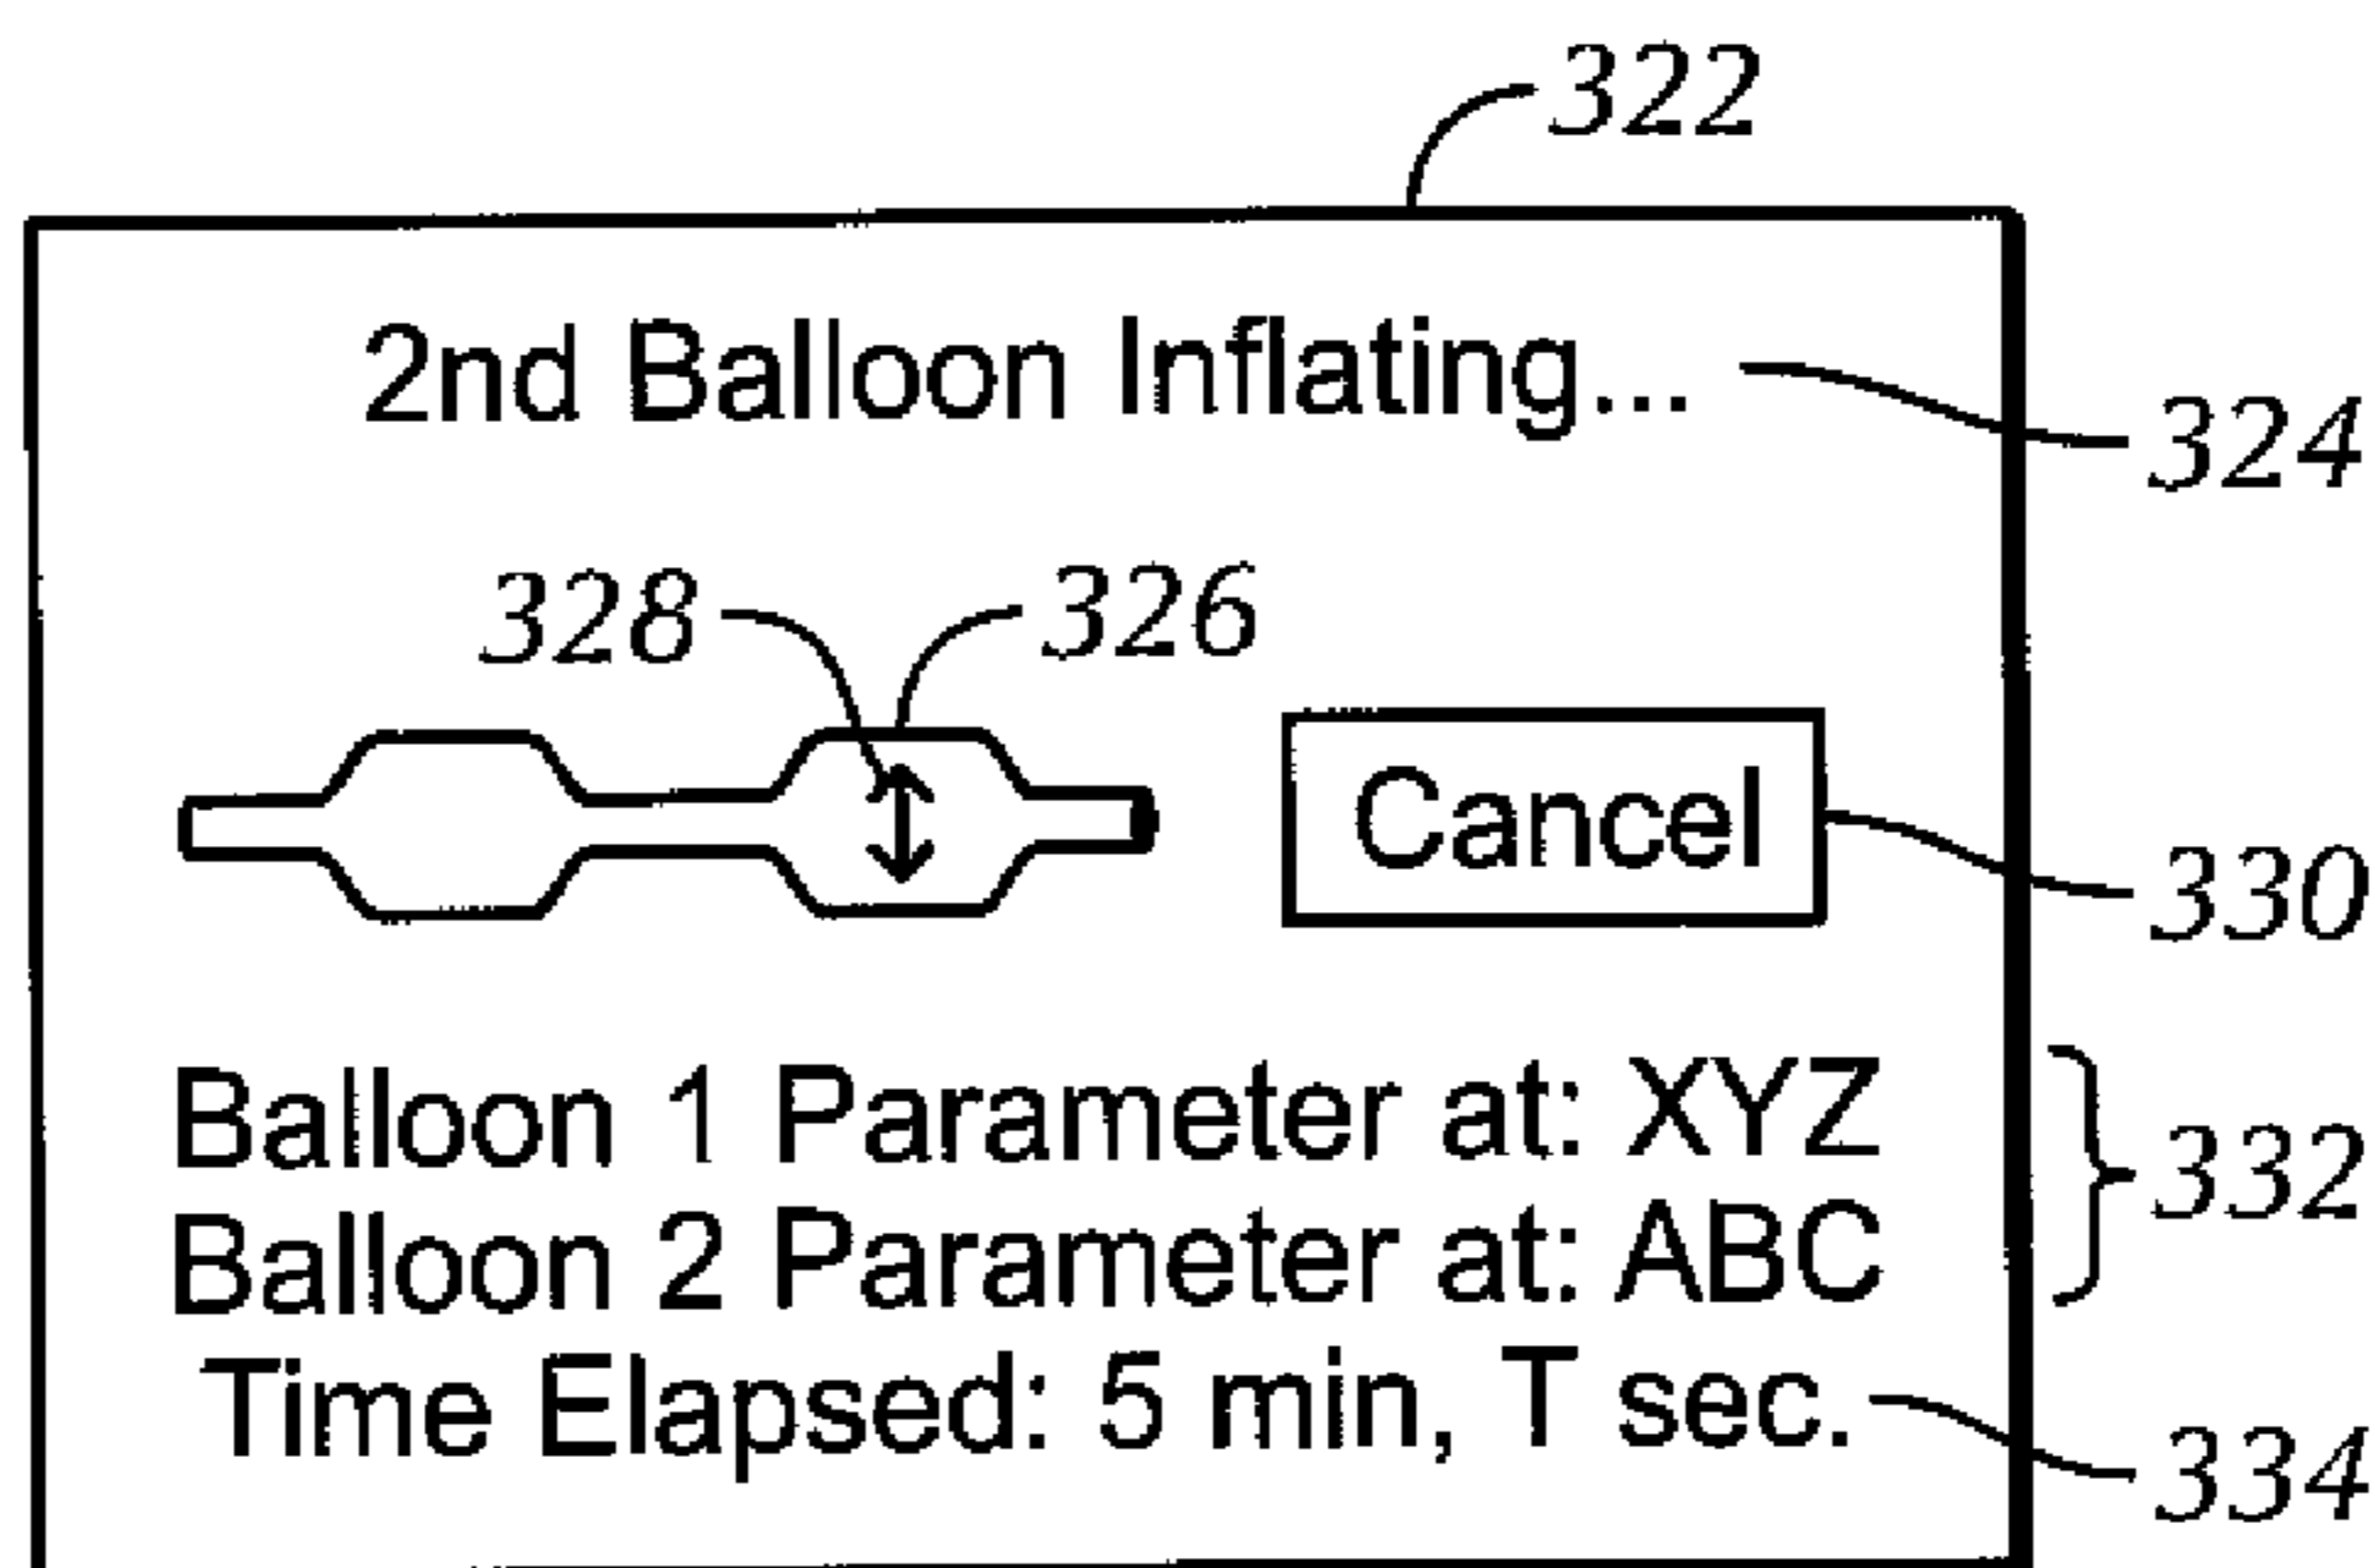 322
2nd Balloon Inflating...
324
328 326
Cancel
330
Balloon 1 Parameter at: XYZ
332
Balloon 2 Parameter at: ABC
Time Elapsed: 5 min, T sec.
334